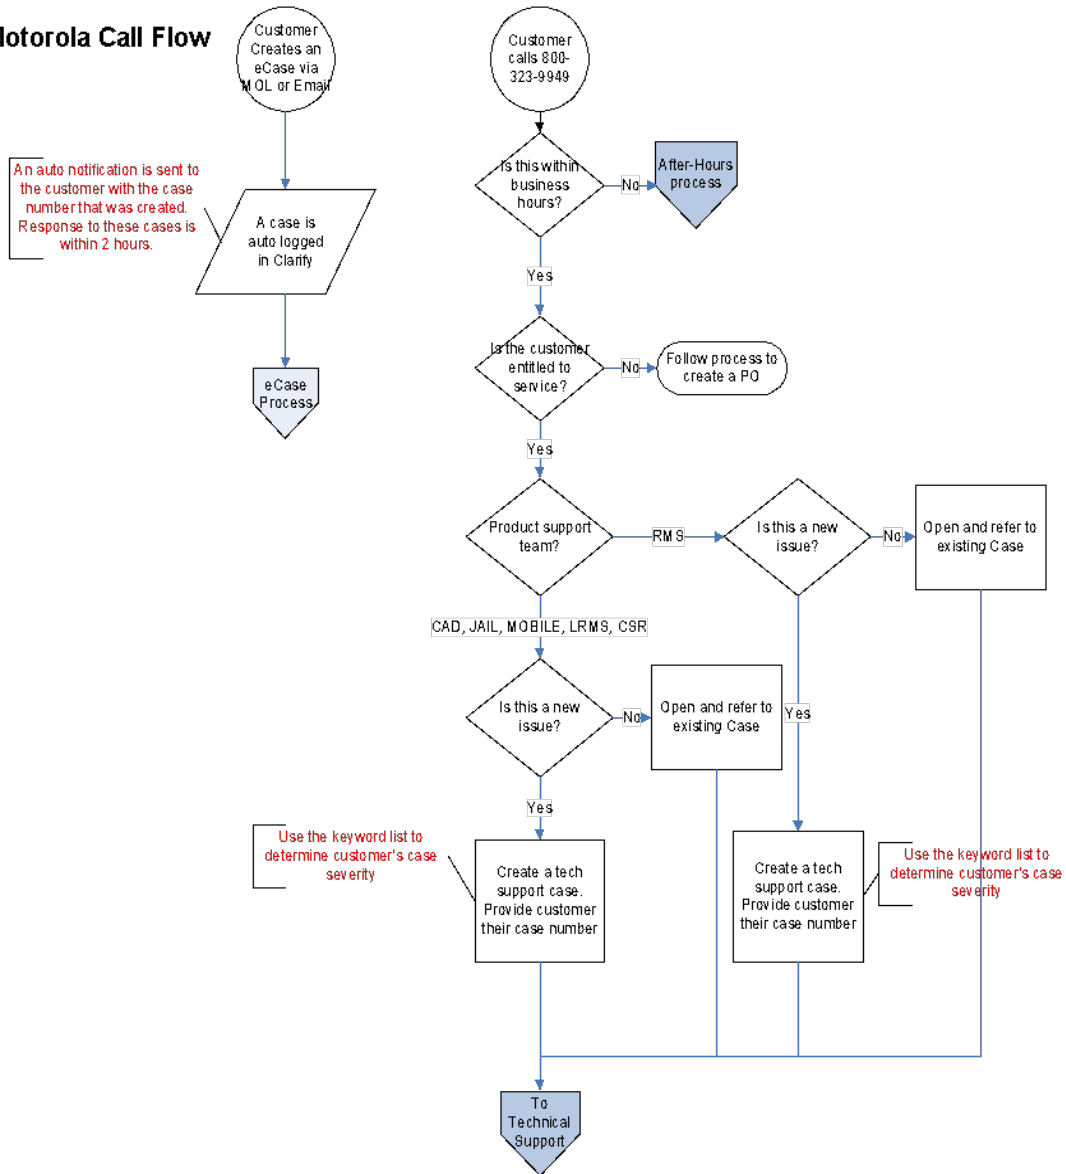 Motorola Call Flow
Customer
Creates an
eCase via
MOL or Email
Customer
calls 800-
323-9949
An auto notification is sent to
the customer with the case
number that was created.
Response to these cases is
within 2 hours.
A case is
auto logged
in Clarify
eCase
Process
Is this within
business
hours?
No
After-Hours
process
Yes
Is the customer
entitled to
service?
No
Follow process to
create a PO
Yes
Product support
team?
RMS
Is this a new
issue?
No
Open and refer to
existing Case
CAD, JAIL, MOBILE, LRMS, CSR
Is this a new
issue?
No
Open and refer to
existing Case
Yes
Yes
Use the keyword list to
determine customer's case
severity
Create a tech
support case.
Provide customer
their case number
Create a tech
support case.
Provide customer
their case number
Use the keyword list to
determine customer's case
severity
To
Technical
Support